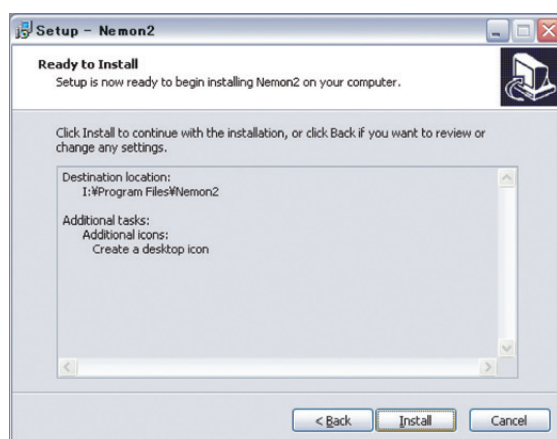 Setup - Nemon2
Ready to Install
Setup is now ready to begin installing Nemon2 on your computer.
Click Install to continue with the installation, or click Back if you want to review or
change any settings.
Destination location:
I:¥Program Files¥Nemon2
Additional tasks:
Additional icons:
Create a desktop icon
< Back
Install
Cancel